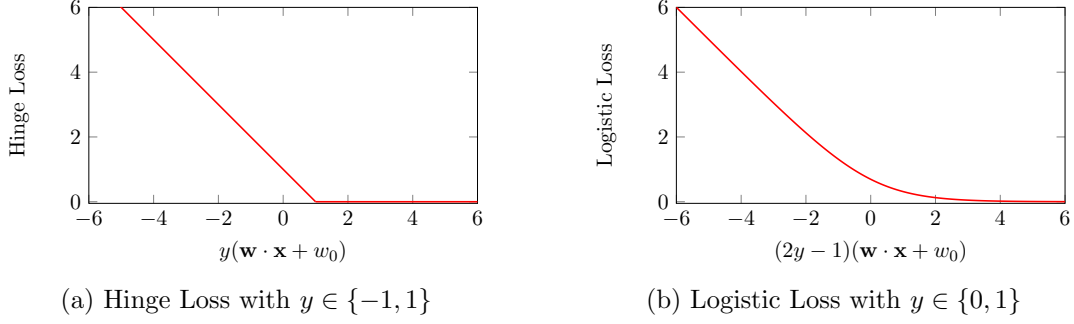 Hinge Loss
6
4
2
0
−6 −4 −2 0 2 4 6
y(w · x + w₀)
(a) Hinge Loss with y ∈ {−1, 1}
Logistic Loss
6
4
2
0
−6 −4 −2 0 2 4 6
(2y − 1)(w · x + w₀)
(b) Logistic Loss with y ∈ {0, 1}